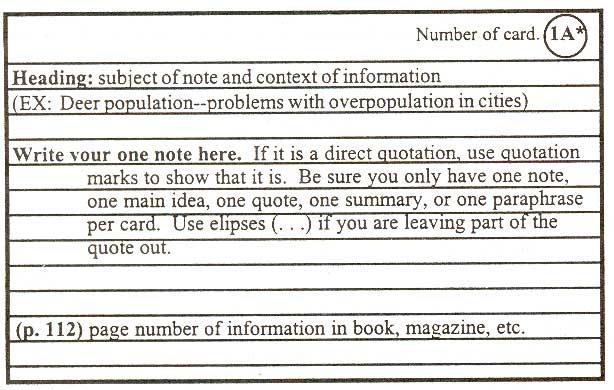 Number of card. 1A*
Heading: subject of note and context of information
(EX: Deer population--problems with overpopulation in cities)
Write your one note here. If it is a direct quotation, use quotation
marks to show that it is. Be sure you only have one note,
one main idea, one quote, one summary, or one paraphrase
per card. Use elipses (. . .) if you are leaving part of the
quote out.
(p. 112) page number of information in book, magazine, etc.